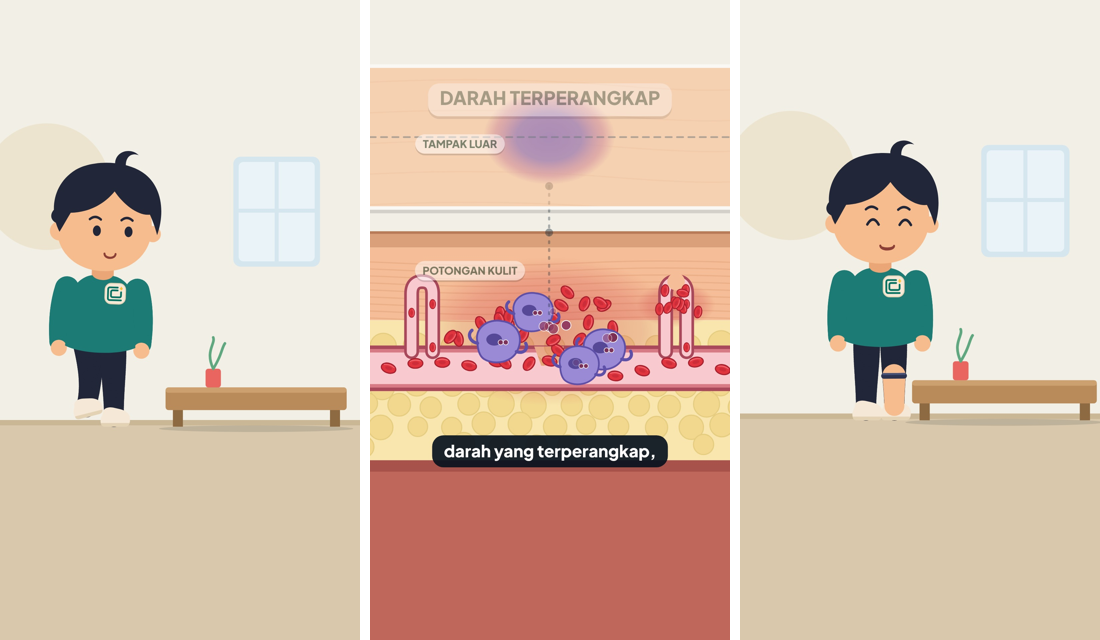 DARAH TERPERANGKAP
TAMPAK LUAR
POTONGAN KULIT
darah yang terperangkap,